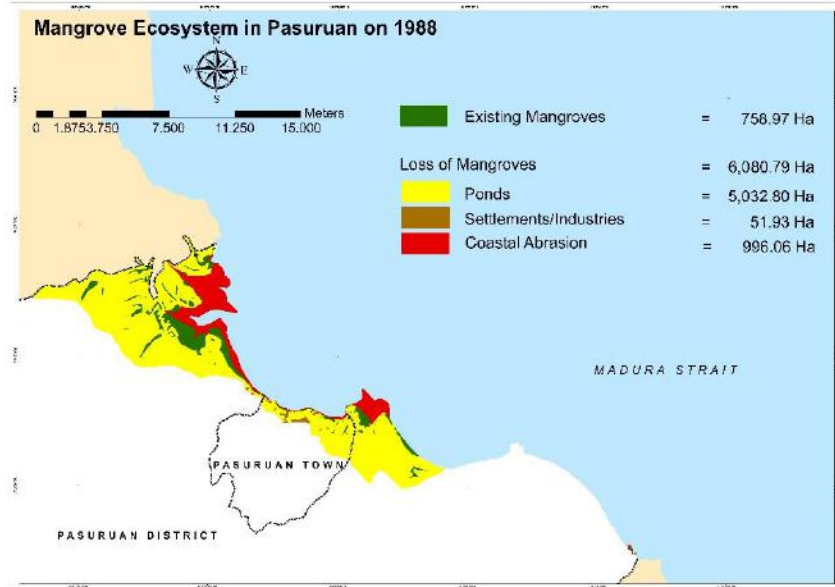 Mangrove Ecosystem in Pasuruan on 1988
N
W E
S
Meters
0 1.875 3.750 7.500 11.250 15.000
Existing Mangroves = 758.97 Ha
Loss of Mangroves = 6,080.79 Ha
Ponds = 5,032.80 Ha
Settlements/Industries = 51.93 Ha
Coastal Abrasion = 996.06 Ha
MADURA STRAIT
PASURUAN TOWN
PASURUAN DISTRICT